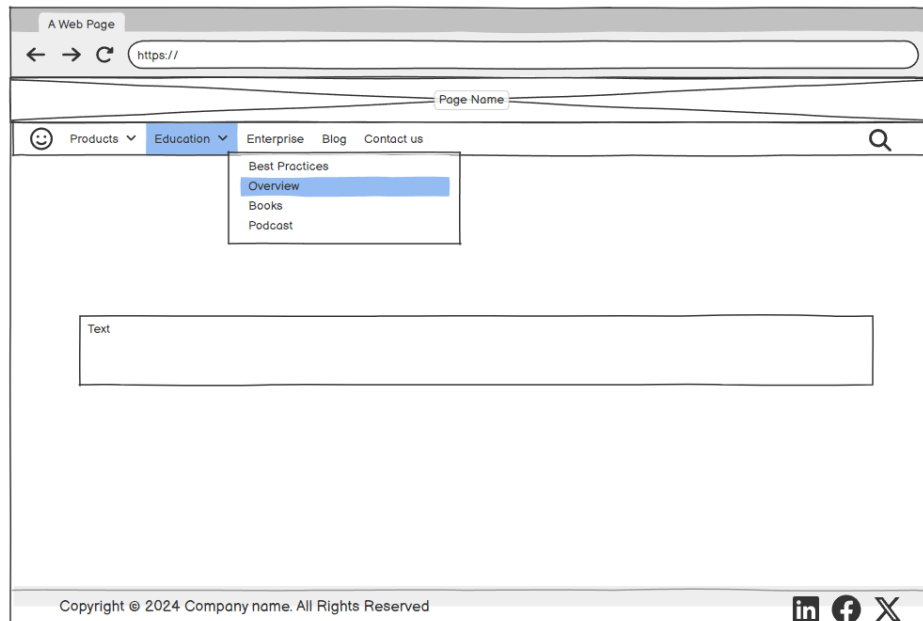 A Web Page
https://
Page Name
Products Education Enterprise Blog Contact us
Best Practices
Overview
Books
Podcast
Text
Copyright © 2024 Company name. All Rights Reserved in f X